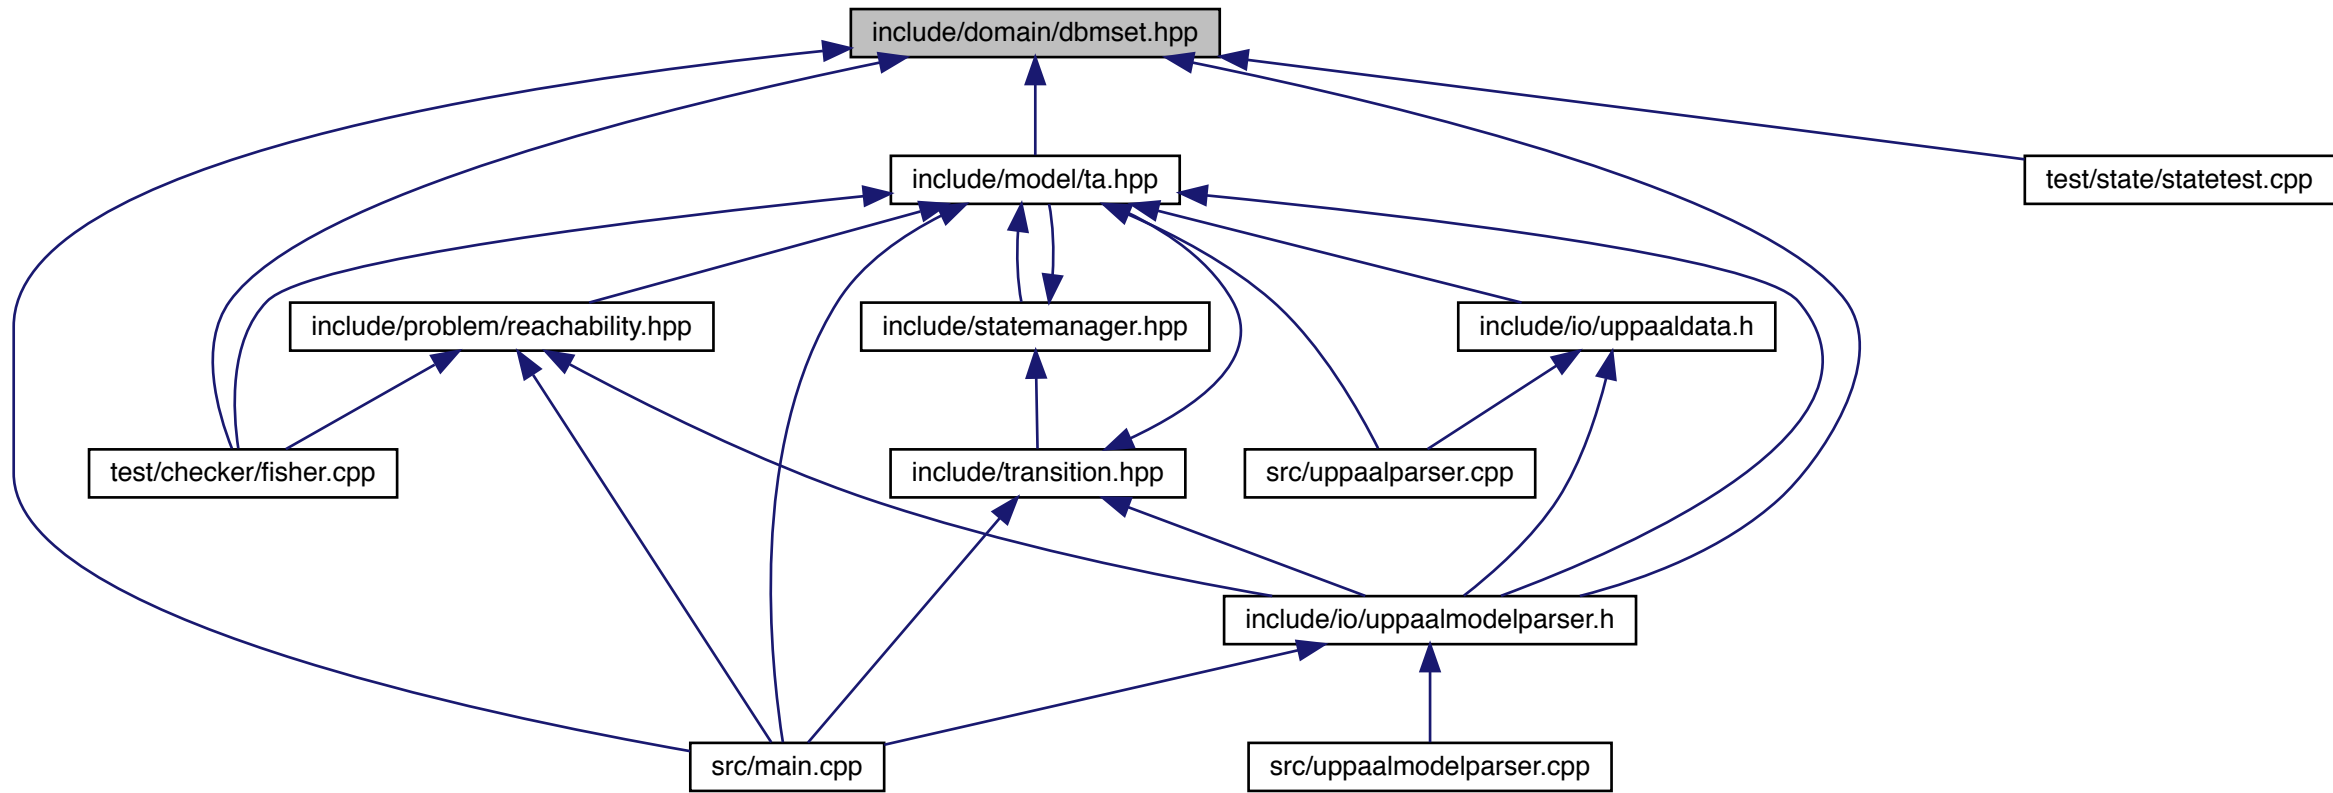 include/domain/dbmset.hpp
include/model/ta.hpp
test/state/statetest.cpp
include/problem/reachability.hpp
include/statemanager.hpp
include/io/uppaaldata.h
test/checker/fisher.cpp
include/transition.hpp
src/uppaalparser.cpp
include/io/uppaalmodelparser.h
src/main.cpp
src/uppaalmodelparser.cpp